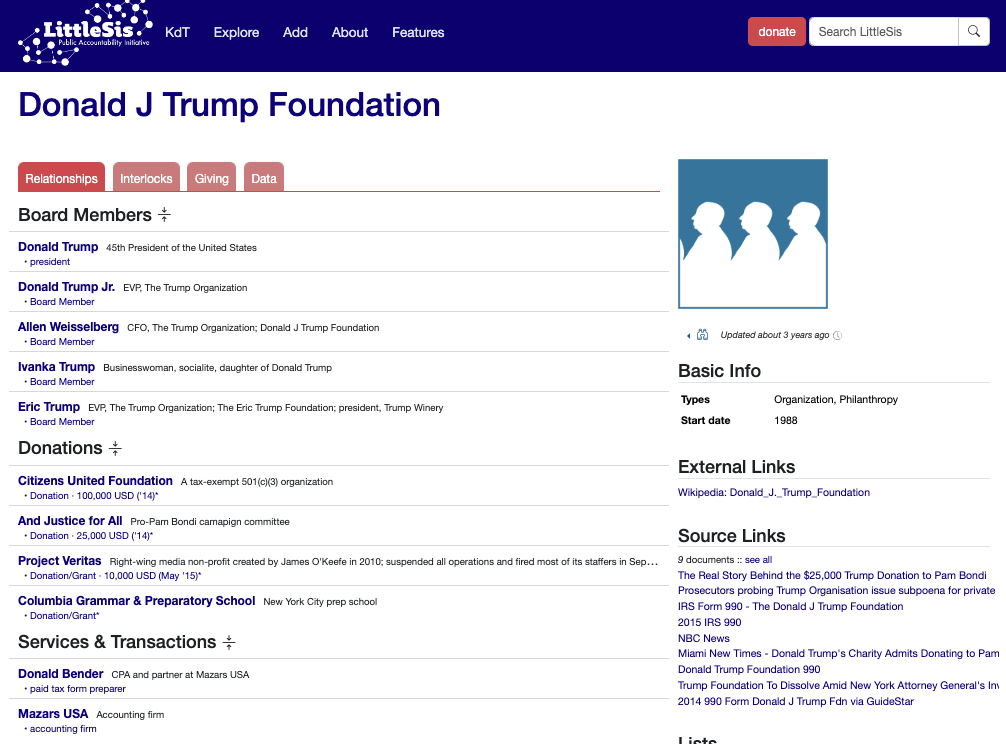 LittleSis
Public Accountability Initiative
KdT Explore Add About Features
donate Search LittleSis
Donald J Trump Foundation
Relationships Interlocks Giving Data
Board Members
Donald Trump 45th President of the United States
• president
Donald Trump Jr. EVP, The Trump Organization
• Board Member
Allen Weisselberg CFO, The Trump Organization; Donald J Trump Foundation
• Board Member
Ivanka Trump Businesswoman, socialite, daughter of Donald Trump
• Board Member
Eric Trump EVP, The Trump Organization; The Eric Trump Foundation; president, Trump Winery
• Board Member
Donations
Citizens United Foundation A tax-exempt 501(c)(3) organization
• Donation · 100,000 USD ('14)*
And Justice for All Pro-Pam Bondi camapign committee
• Donation · 25,000 USD ('14)*
Project Veritas Right-wing media non-profit created by James O'Keefe in 2010; suspended all operations and fired most of its staffers in Sep…
• Donation/Grant · 10,000 USD (May '15)*
Columbia Grammar & Preparatory School New York City prep school
• Donation/Grant*
Services & Transactions
Donald Bender CPA and partner at Mazars USA
• paid tax form preparer
Mazars USA Accounting firm
• accounting firm
Updated about 3 years ago
Basic Info
Types Organization, Philanthropy
Start date 1988
External Links
Wikipedia: Donald_J._Trump_Foundation
Source Links
9 documents :: see all
The Real Story Behind the $25,000 Trump Donation to Pam Bondi
Prosecutors probing Trump Organisation issue subpoena for private
IRS Form 990 - The Donald J Trump Foundation
2015 IRS 990
NBC News
Miami New Times - Donald Trump's Charity Admits Donating to Pam
Donald Trump Foundation 990
Trump Foundation To Dissolve Amid New York Attorney General's Inv
2014 990 Form Donald J Trump Fdn via GuideStar
Lists